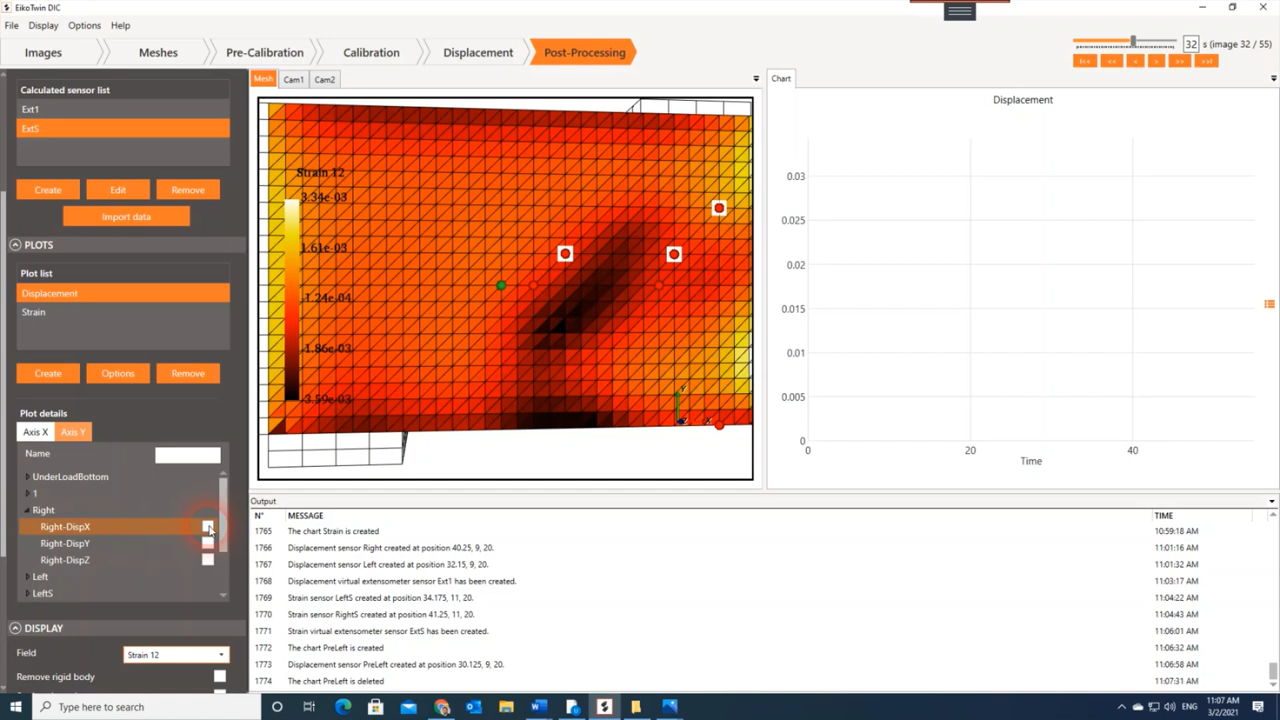 EikoTwin DIC
File Display Options Help
Images Meshes Pre-Calibration Calibration Displacement Post-Processing
32 s (image 32 / 55)
|<< << < > >> >>|
Calculated sensor list
Ext1
ExtS
Create Edit Remove
Import data
PLOTS
Plot list
Displacement
Strain
Create Options Remove
Plot details
Axis X Axis Y
Name
UnderLoadBottom
1
Right
Right-DispX
Right-DispY
Right-DispZ
Left
LeftS
DISPLAY
Field Strain 12
Remove rigid body
Mesh Cam1 Cam2
Strain 12
3.34e-03
1.61e-03
-1.24e-04
-1.86e-03
-3.59e-03
Y
X
Chart
Displacement
0.03
0.025
0.02
0.015
0.01
0.005
0
0 20 40
Time
Output
N° MESSAGE TIME
1765 The chart Strain is created 10:59:18 AM
1766 Displacement sensor Right created at position 40.25, 9, 20. 11:01:16 AM
1767 Displacement sensor Left created at position 32.15, 9, 20. 11:01:32 AM
1768 Displacement virtual extensometer sensor Ext1 has been created. 11:03:17 AM
1769 Strain sensor LeftS created at position 34.175, 11, 20. 11:04:22 AM
1770 Strain sensor RightS created at position 41.25, 11, 20. 11:04:43 AM
1771 Strain virtual extensometer sensor ExtS has been created. 11:06:01 AM
1772 The chart PreLeft is created 11:06:32 AM
1773 Displacement sensor PreLeft created at position 30.125, 9, 20. 11:06:58 AM
1774 The chart PreLeft is deleted 11:07:31 AM
Type here to search
ENG
11:07 AM
3/2/2021